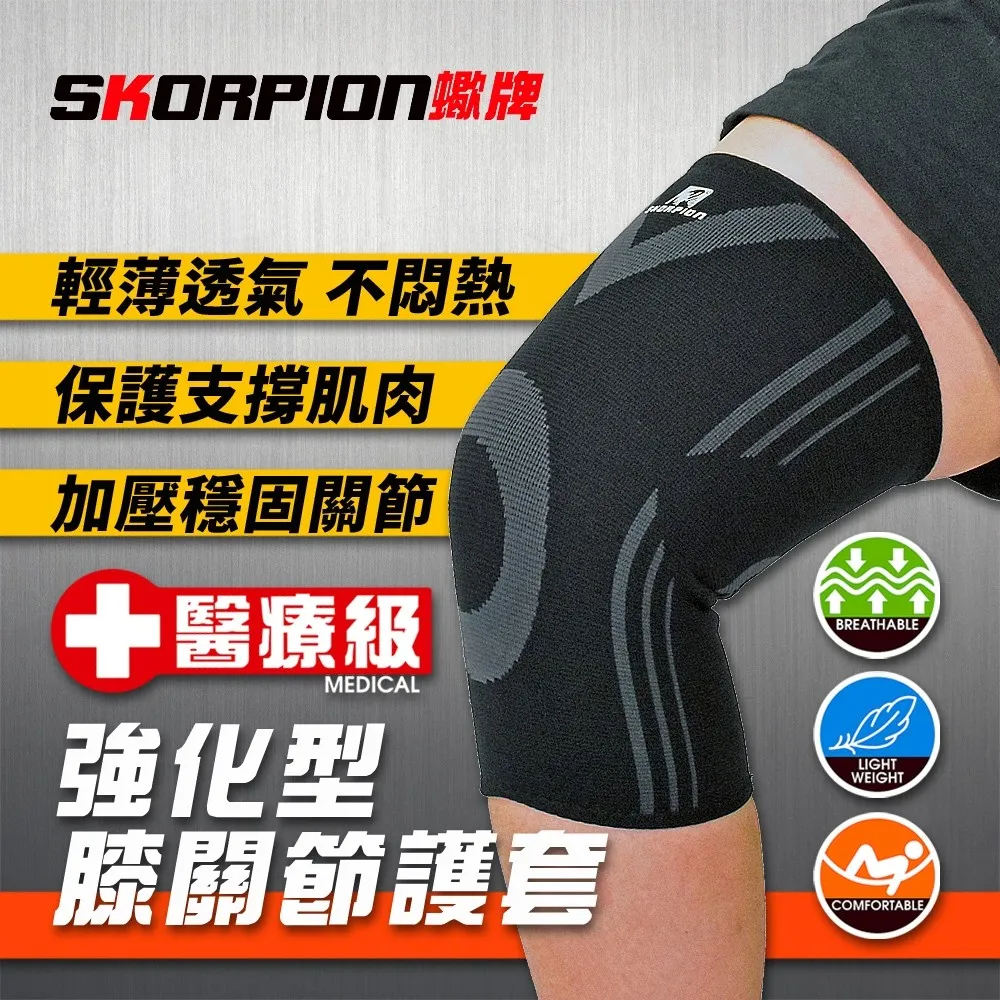 SKORPION蠍牌
SKORPION
輕薄透氣 不悶熱
保護支撐肌肉
加壓穩固關節
醫療級
MEDICAL
強化型
膝關節護套
BREATHABLE
LIGHT
WEIGHT
COMFORTABLE